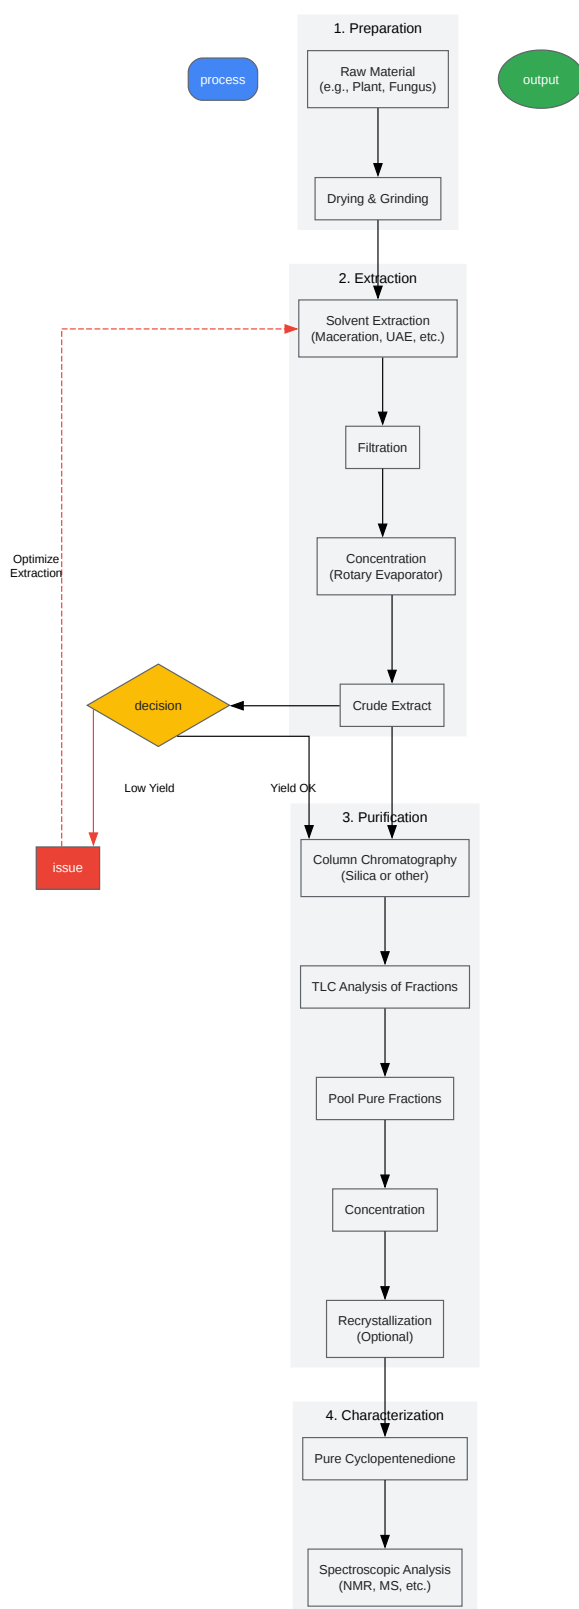 1. Preparation
process
Raw Material
(e.g., Plant, Fungus)
output
Drying & Grinding
2. Extraction
Solvent Extraction
(Maceration, UAE, etc.)
Filtration
Concentration
(Rotary Evaporator)
Optimize
Extraction
decision
Crude Extract
Low Yield
Yield OK
3. Purification
issue
Column Chromatography
(Silica or other)
TLC Analysis of Fractions
Pool Pure Fractions
Concentration
Recrystallization
(Optional)
4. Characterization
Pure Cyclopentenedione
Spectroscopic Analysis
(NMR, MS, etc.)